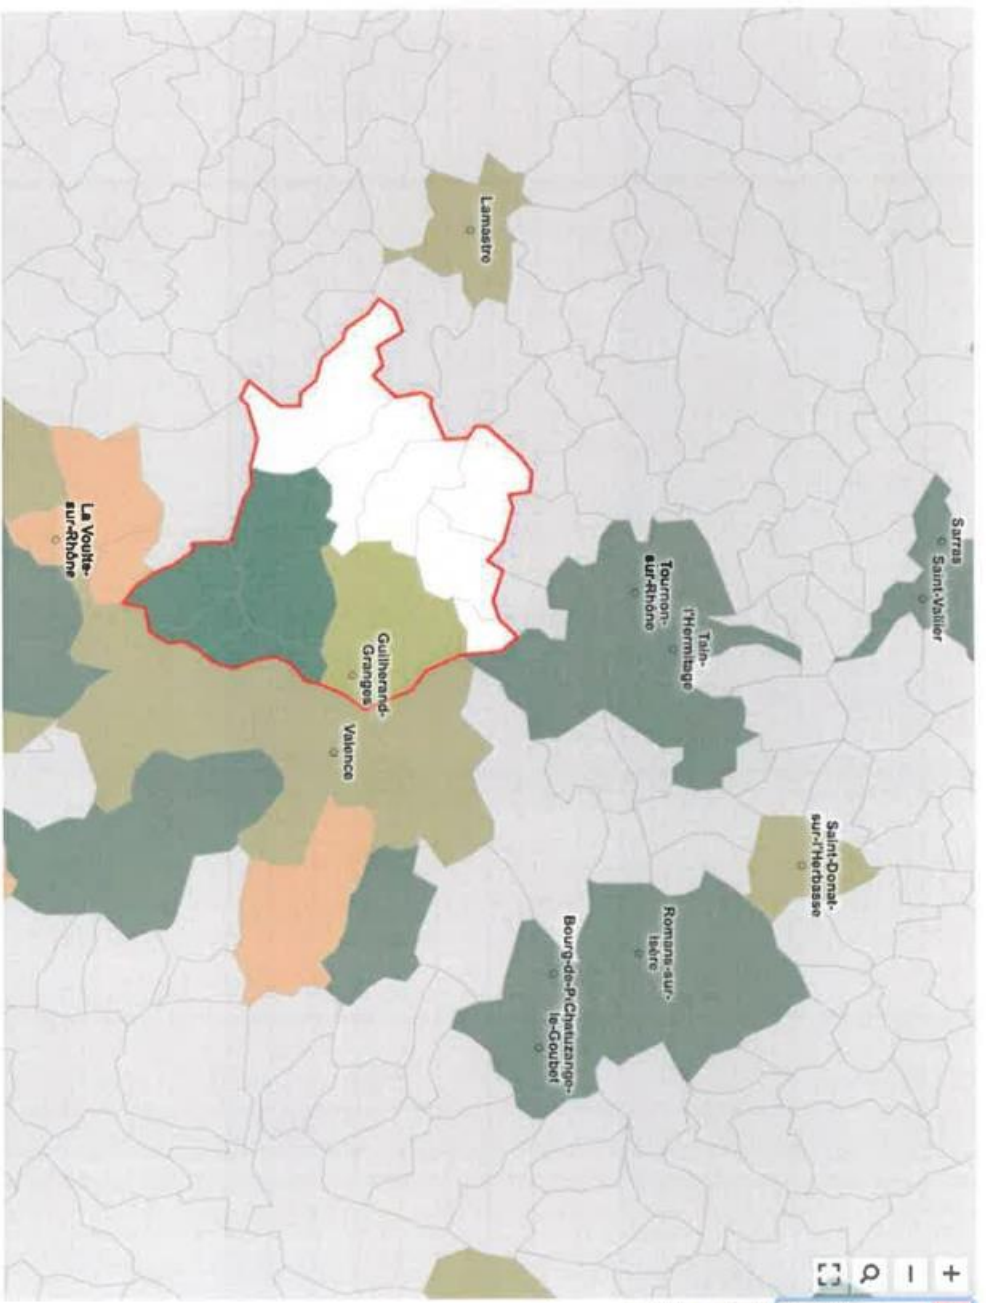 Sarras
Saint-Vallier
Tain-
l'Hermitage
Tournon-
sur-Rhône
Saint-Donat-
sur-l'Herbasse
Romans-sur-
Isère
Bourg-de-P
Chatuzange-
le-Goubet
Lamastre
Guilherand-
Granges
Valence
La Voulte-
sur-Rhône
+
−